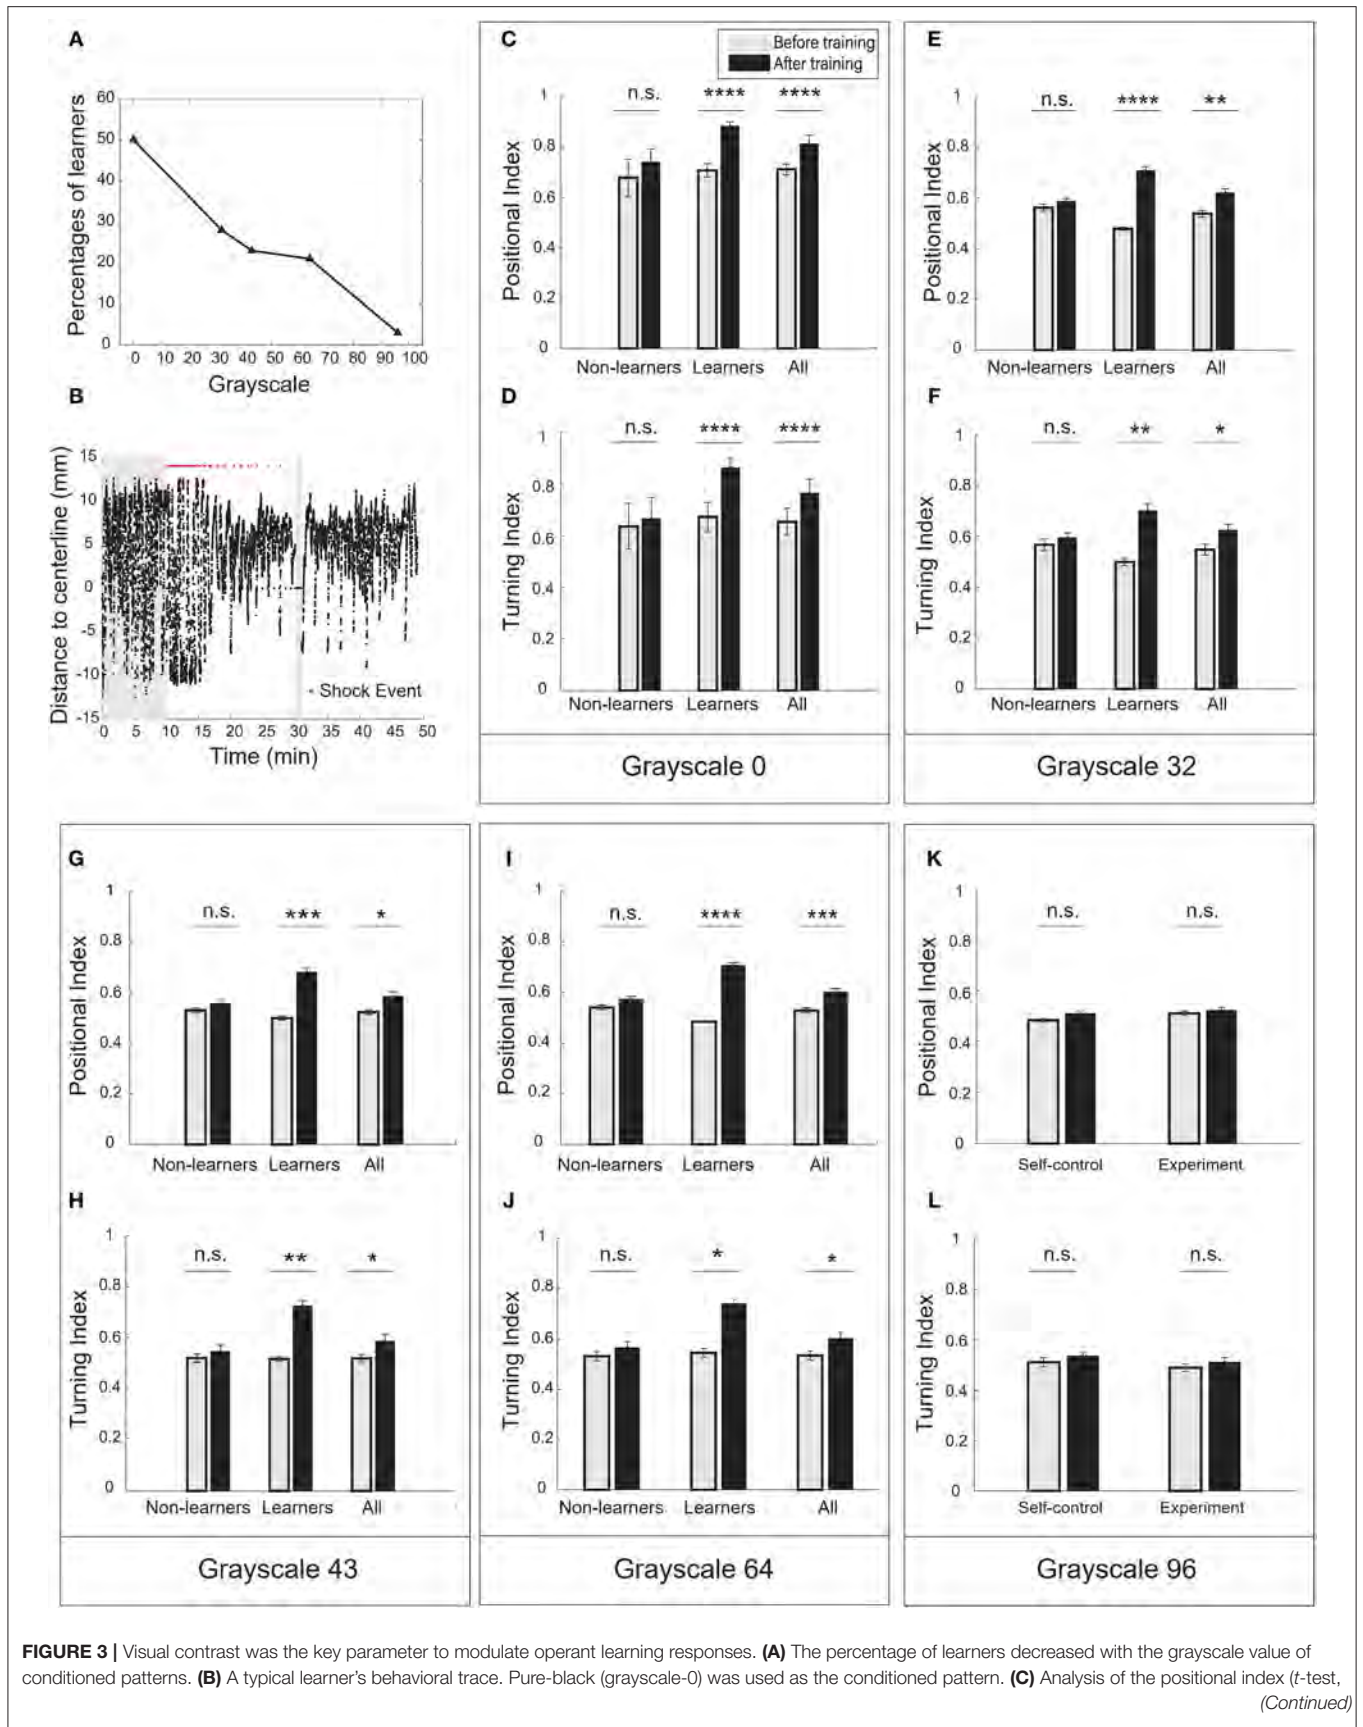 A
60
50
40
30
20
10
0
Percentages of learners
0 10 20 30 40 50 60 70 80 90 100
Grayscale
B
15
10
5
0
-5
-10
-15
Distance to centerline (mm)
Shock Event
0 5 10 15 20 25 30 35 40 45 50
Time (min)
C
Before training
After training
n.s. **** ****
1
0.8
0.6
0.4
0.2
0
Positional Index
Non-learners Learners All
D
n.s. **** ****
1
0.8
0.6
0.4
0.2
0
Turning Index
Non-learners Learners All
Grayscale 0
E
n.s. **** **
1
0.8
0.6
0.4
0.2
0
Positional Index
Non-learners Learners All
F
n.s. ** *
1
0.8
0.6
0.4
0.2
0
Turning Index
Non-learners Learners All
Grayscale 32
G
n.s. *** *
1
0.8
0.6
0.4
0.2
0
Positional Index
Non-learners Learners All
H
n.s. ** *
1
0.8
0.6
0.4
0.2
0
Turning Index
Non-learners Learners All
Grayscale 43
I
n.s. **** ***
1
0.8
0.6
0.4
0.2
0
Positional Index
Non-learners Learners All
J
n.s. * *
1
0.8
0.6
0.4
0.2
0
Turning Index
Non-learners Learners All
Grayscale 64
K
n.s. n.s.
1
0.8
0.6
0.4
0.2
0
Positional Index
Self-control Experiment
L
n.s. n.s.
1
0.8
0.6
0.4
0.2
0
Turning Index
Self-control Experiment
Grayscale 96
FIGURE 3 | Visual contrast was the key parameter to modulate operant learning responses. (A) The percentage of learners decreased with the grayscale value of
conditioned patterns. (B) A typical learner's behavioral trace. Pure-black (grayscale-0) was used as the conditioned pattern. (C) Analysis of the positional index (t-test,
(Continued)